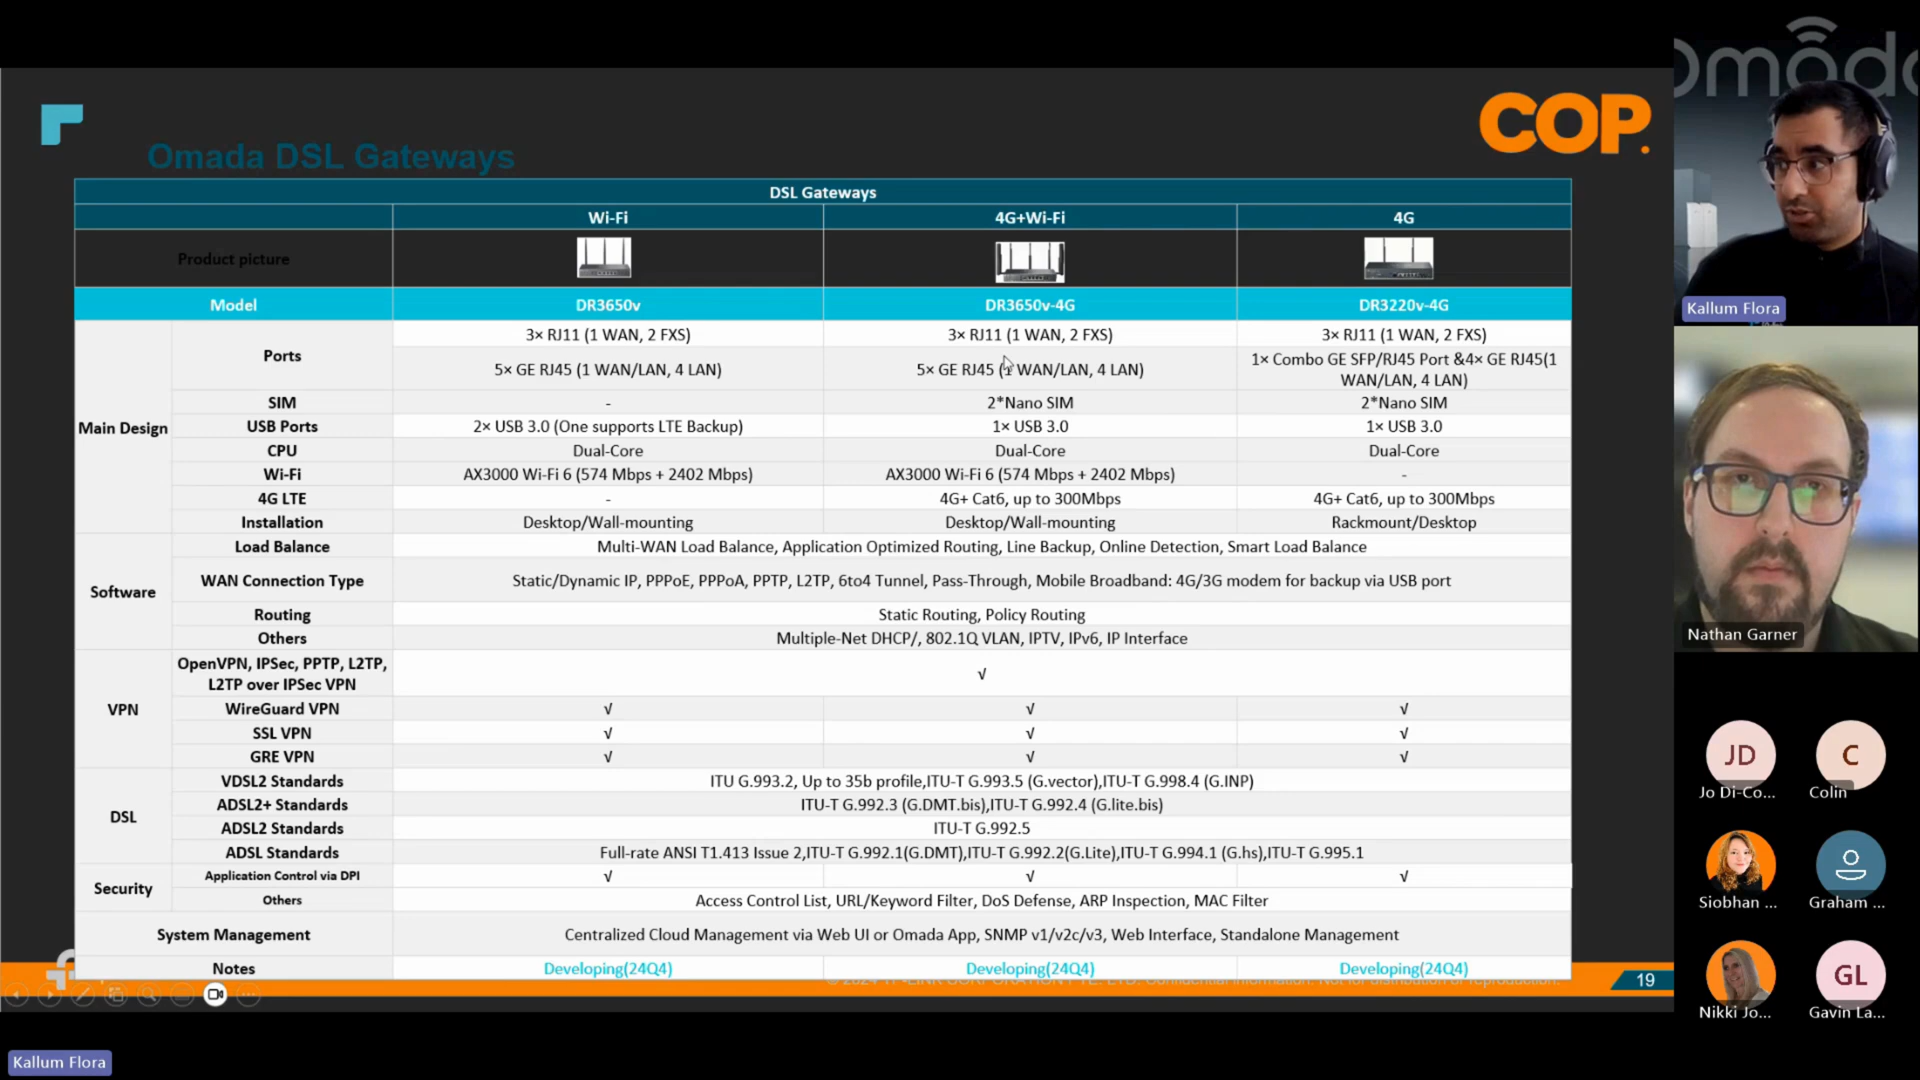 Omada
COP.
Omada DSL Gateways
DSL Gateways
Wi-Fi 4G+Wi-Fi 4G
Product picture
Model DR3650v DR3650v-4G DR3220v-4G
Main Design
Ports
3× RJ11 (1 WAN, 2 FXS) 3× RJ11 (1 WAN, 2 FXS) 3× RJ11 (1 WAN, 2 FXS)
5× GE RJ45 (1 WAN/LAN, 4 LAN) 5× GE RJ45 (1 WAN/LAN, 4 LAN) 1× Combo GE SFP/RJ45 Port &4× GE RJ45(1
WAN/LAN, 4 LAN)
SIM - 2*Nano SIM 2*Nano SIM
USB Ports 2× USB 3.0 (One supports LTE Backup) 1× USB 3.0 1× USB 3.0
CPU Dual-Core Dual-Core Dual-Core
Wi-Fi AX3000 Wi-Fi 6 (574 Mbps + 2402 Mbps) AX3000 Wi-Fi 6 (574 Mbps + 2402 Mbps) -
4G LTE - 4G+ Cat6, up to 300Mbps 4G+ Cat6, up to 300Mbps
Installation Desktop/Wall-mounting Desktop/Wall-mounting Rackmount/Desktop
Software
Load Balance Multi-WAN Load Balance, Application Optimized Routing, Line Backup, Online Detection, Smart Load Balance
WAN Connection Type Static/Dynamic IP, PPPoE, PPPoA, PPTP, L2TP, 6to4 Tunnel, Pass-Through, Mobile Broadband: 4G/3G modem for backup via USB port
Routing Static Routing, Policy Routing
Others Multiple-Net DHCP/, 802.1Q VLAN, IPTV, IPv6, IP Interface
VPN
OpenVPN, IPSec, PPTP, L2TP,
L2TP over IPSec VPN √
WireGuard VPN √ √ √
SSL VPN √ √ √
GRE VPN √ √ √
DSL
VDSL2 Standards ITU G.993.2, Up to 35b profile,ITU-T G.993.5 (G.vector),ITU-T G.998.4 (G.INP)
ADSL2+ Standards ITU-T G.992.3 (G.DMT.bis),ITU-T G.992.4 (G.lite.bis)
ADSL2 Standards ITU-T G.992.5
ADSL Standards Full-rate ANSI T1.413 Issue 2,ITU-T G.992.1(G.DMT),ITU-T G.992.2(G.Lite),ITU-T G.994.1 (G.hs),ITU-T G.995.1
Security
Application Control via DPI √ √ √
Others Access Control List, URL/Keyword Filter, DoS Defense, ARP Inspection, MAC Filter
System Management Centralized Cloud Management via Web UI or Omada App, SNMP v1/v2c/v3, Web Interface, Standalone Management
Notes Developing(24Q4) Developing(24Q4) Developing(24Q4)
19
Kallum Flora
Nathan Garner
JD
Jo Di-Co...
C
Colin
Siobhan ...
Graham ...
Nikki Jo...
GL
Gavin La...
Kallum Flora